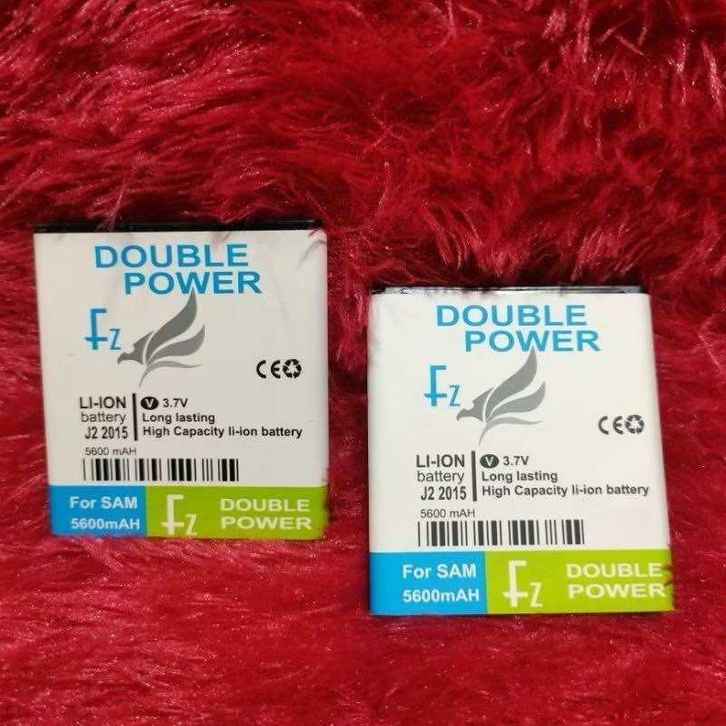 DOUBLE
POWER
Fz
CE
LI-ION V 3.7V
battery Long lasting
J2 2015 High Capacity li-ion battery
5600 mAH
For SAM
5600mAH
Fz
DOUBLE
POWER
DOUBLE
POWER
Fz
CE
LI-ION V 3.7V
battery Long lasting
J2 2015 High Capacity li-ion battery
5600 mAH
For SAM
5600mAH
Fz
DOUBLE
POWER